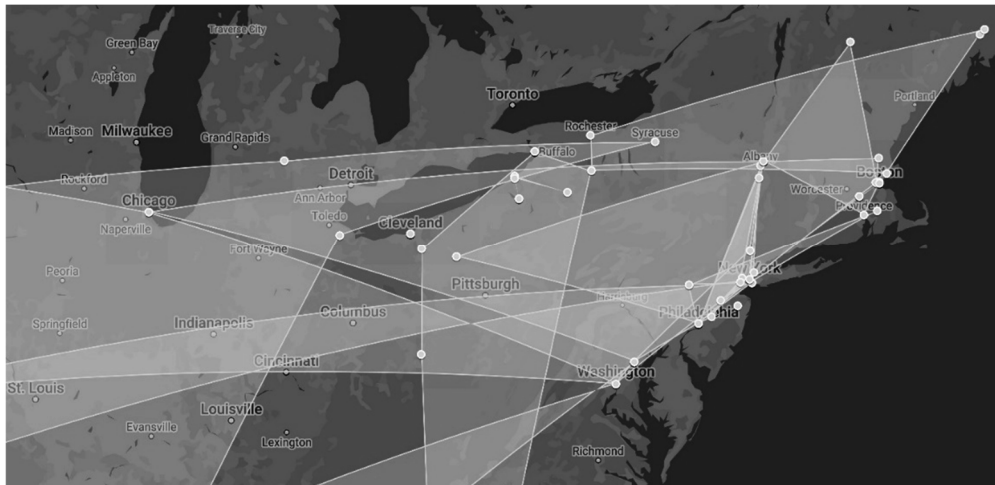 Traverse City
Green Bay
Appleton
Toronto
Portland
Rochester
Madison
Milwaukee
Grand Rapids
Syracuse
Buffalo
Albany
Boston
Rockford
Detroit
Worcester
Chicago
Ann Arbor
Providence
Naperville
Toledo
Cleveland
Fort Wayne
New York
Peoria
Pittsburgh
Philadelphia
Springfield
Indianapolis
Columbus
Cincinnati
Washington
St. Louis
Louisville
Evansville
Lexington
Richmond